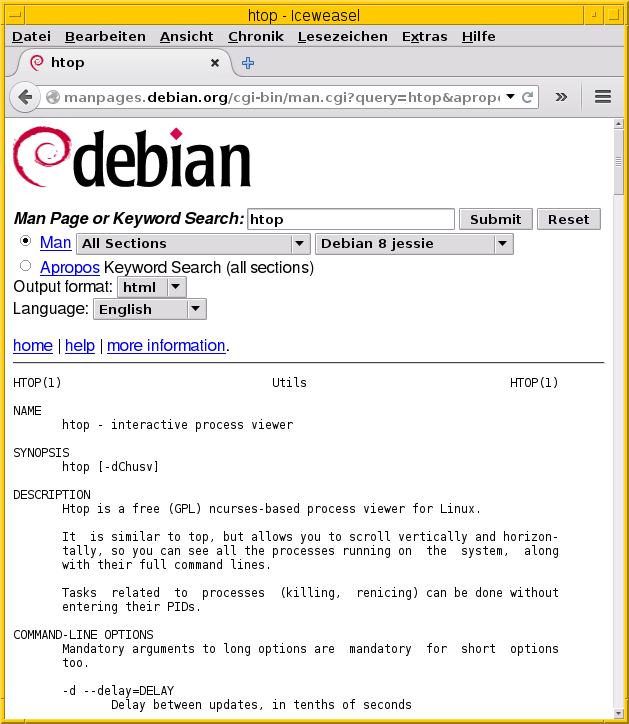 htop - Iceweasel
Datei Bearbeiten Ansicht Chronik Lesezeichen Extras Hilfe
htop
manpages.debian.org/cgi-bin/man.cgi?query=htop&aprop
debian
Man Page or Keyword Search: htop Submit Reset
Man All Sections Debian 8 jessie
Apropos Keyword Search (all sections)
Output format: html
Language: English
home | help | more information.
HTOP(1) Utils HTOP(1)
NAME
htop - interactive process viewer
SYNOPSIS
htop [-dChusv]
DESCRIPTION
Htop is a free (GPL) ncurses-based process viewer for Linux.
It is similar to top, but allows you to scroll vertically and horizon-
tally, so you can see all the processes running on the system, along
with their full command lines.
Tasks related to processes (killing, renicing) can be done without
entering their PIDs.
COMMAND-LINE OPTIONS
Mandatory arguments to long options are mandatory for short options
too.
-d --delay=DELAY
Delay between updates, in tenths of seconds